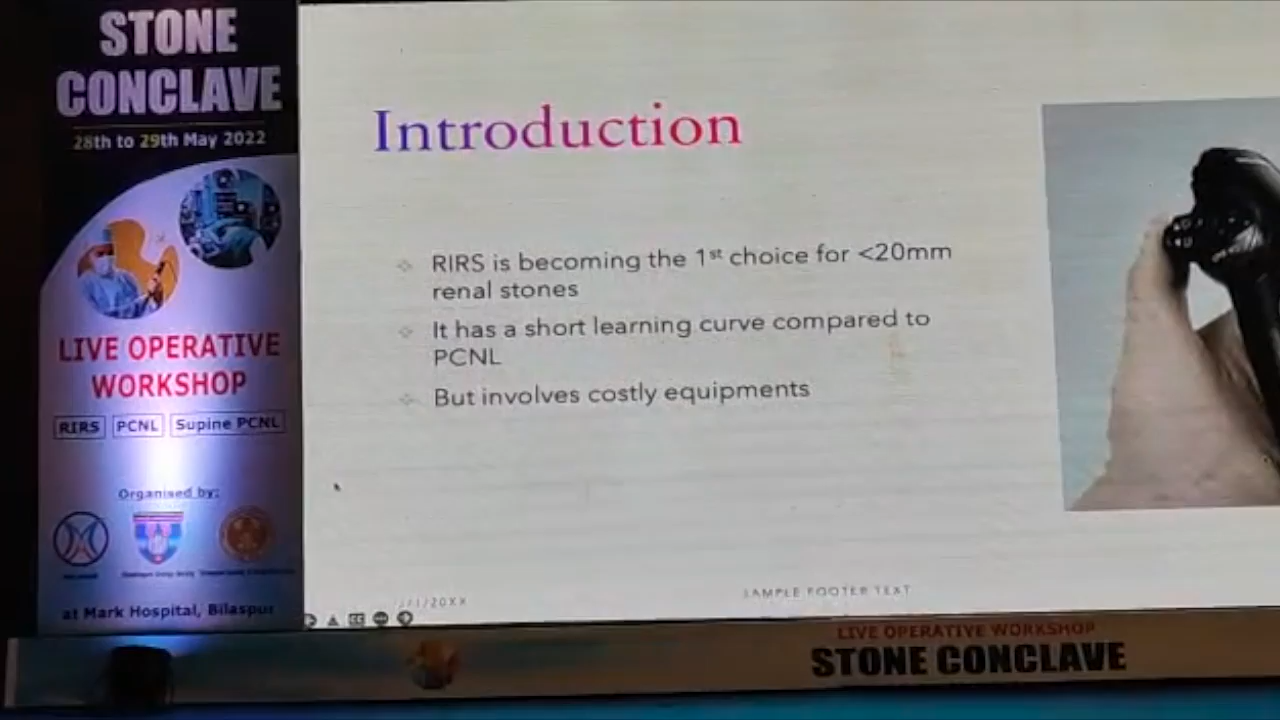 STONE
CONCLAVE
28th to 29th May 2022
LIVE OPERATIVE
WORKSHOP
RIRS PCNL Supine PCNL
Organised by:
at Mark Hospital, Bilaspur
Introduction
RIRS is becoming the 1st choice for <20mm
renal stones
It has a short learning curve compared to
PCNL
But involves costly equipments
/1/20XX
SAMPLE FOOTER TEXT
LIVE OPERATIVE WORKSHOP
STONE CONCLAVE